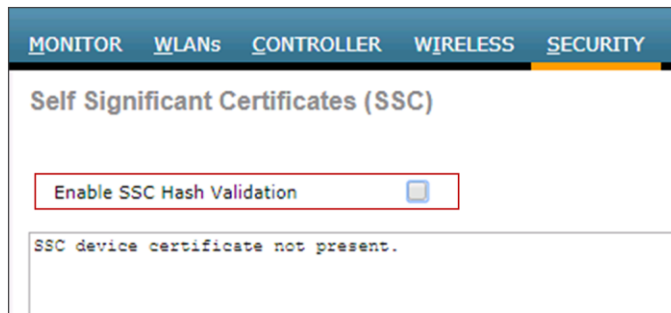 MONITOR WLANs CONTROLLER WIRELESS SECURITY
Self Significant Certificates (SSC)
Enable SSC Hash Validation
SSC device certificate not present.